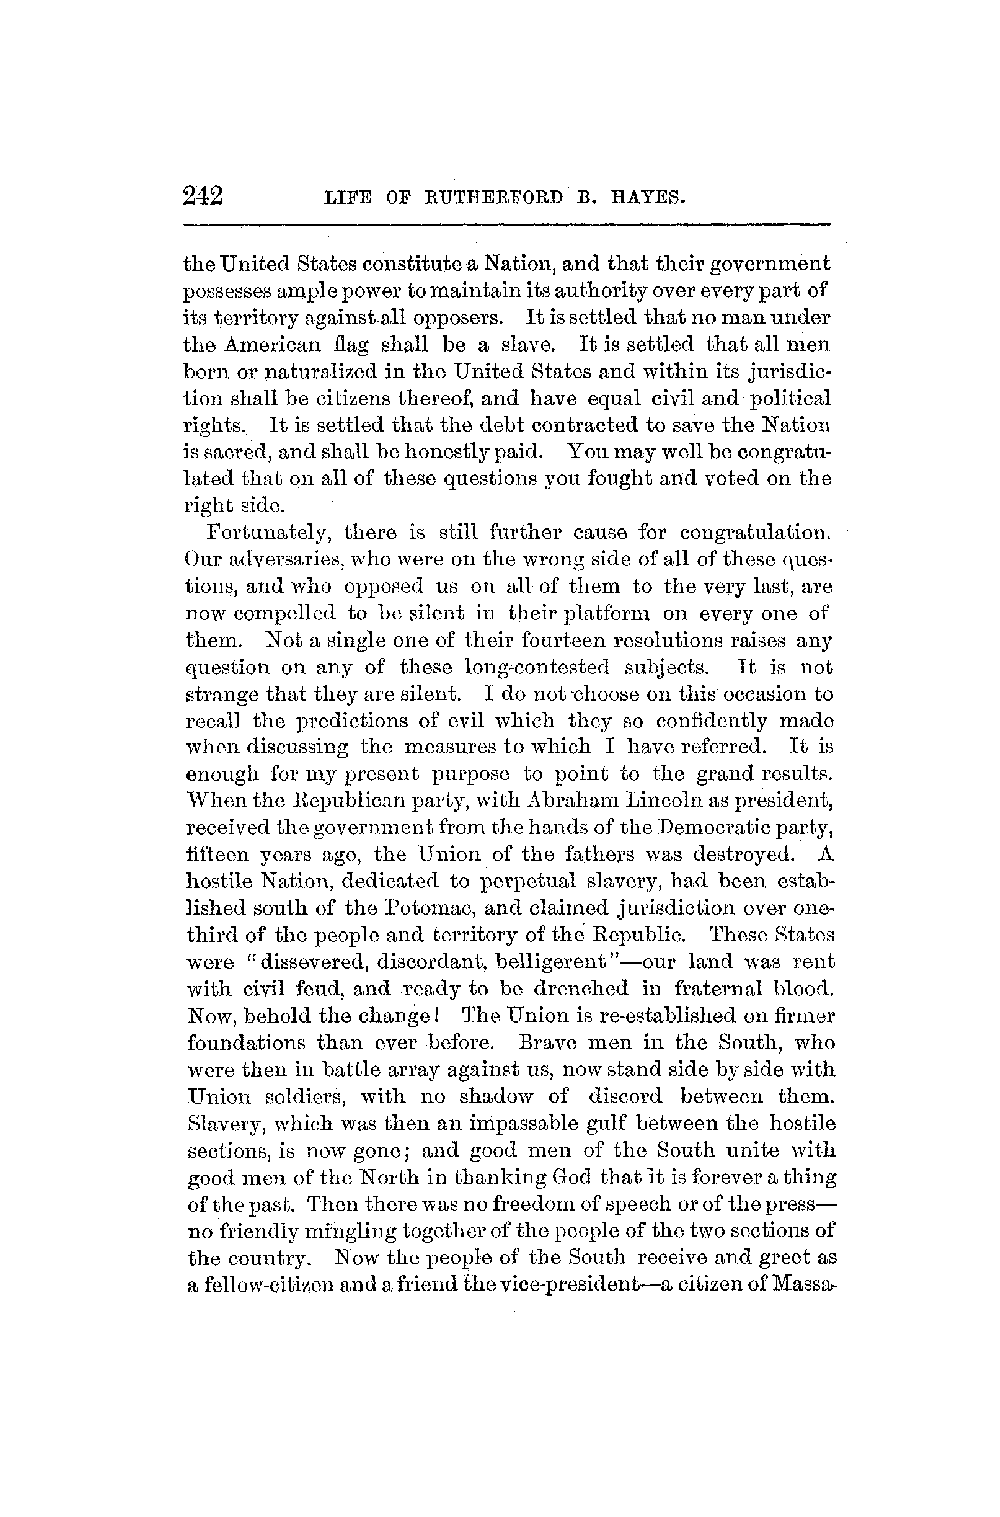 242 LIFE OF RUTHERFORD B. HAYES.
the United States constitute a Nation, and that their government
possesses ample power to maintain its authority over every part of
its territory against all opposers. It is settled that no man under
the American flag shall be a slave. It is settled that all men
born or naturalized in the United States and within its jurisdic-
tion shall be citizens thereof, and have equal civil and political
rights. It is settled that the debt contracted to save the Nation
is sacred, and shall be honestly paid. You may well be congratu-
lated that on all of these questions you fought and voted on the
right side.
Fortunately, there is still further cause for congratulation.
Our adversaries, who were on the wrong side of all of these ques-
tions, and who opposed us on all of them to the very last, are
now compelled to be silent in their platform on every one of
them. Not a single one of their fourteen resolutions raises any
question on any of these long-contested subjects. It is not
strange that they are silent. I do not choose on this occasion to
recall the predictions of evil which they so confidently made
when discussing the measures to which I have referred. It is
enough for my present purpose to point to the grand results.
When the Republican party, with Abraham Lincoln as president,
received the government from the hands of the Democratic party,
fifteen years ago, the Union of the fathers was destroyed. A
hostile Nation, dedicated to perpetual slavery, had been estab-
lished south of the Potomac, and claimed jurisdiction over one-
third of the people and territory of the Republic. These States
were "dissevered, discordant, belligerent"—our land was rent
with civil feud, and ready to be drenched in fraternal blood.
Now, behold the change! The Union is re-established on firmer
foundations than ever before. Brave men in the South, who
were then in battle array against us, now stand side by side with
Union soldiers, with no shadow of discord between them.
Slavery, which was then an impassable gulf between the hostile
sections, is now gone; and good men of the South unite with
good men of the North in thanking God that it is forever a thing
of the past. Then there was no freedom of speech or of the press—
no friendly mingling together of the people of the two sections of
the country. Now the people of the South receive and greet as
a fellow-citizen and a friend the vice-president—a citizen of Massa-